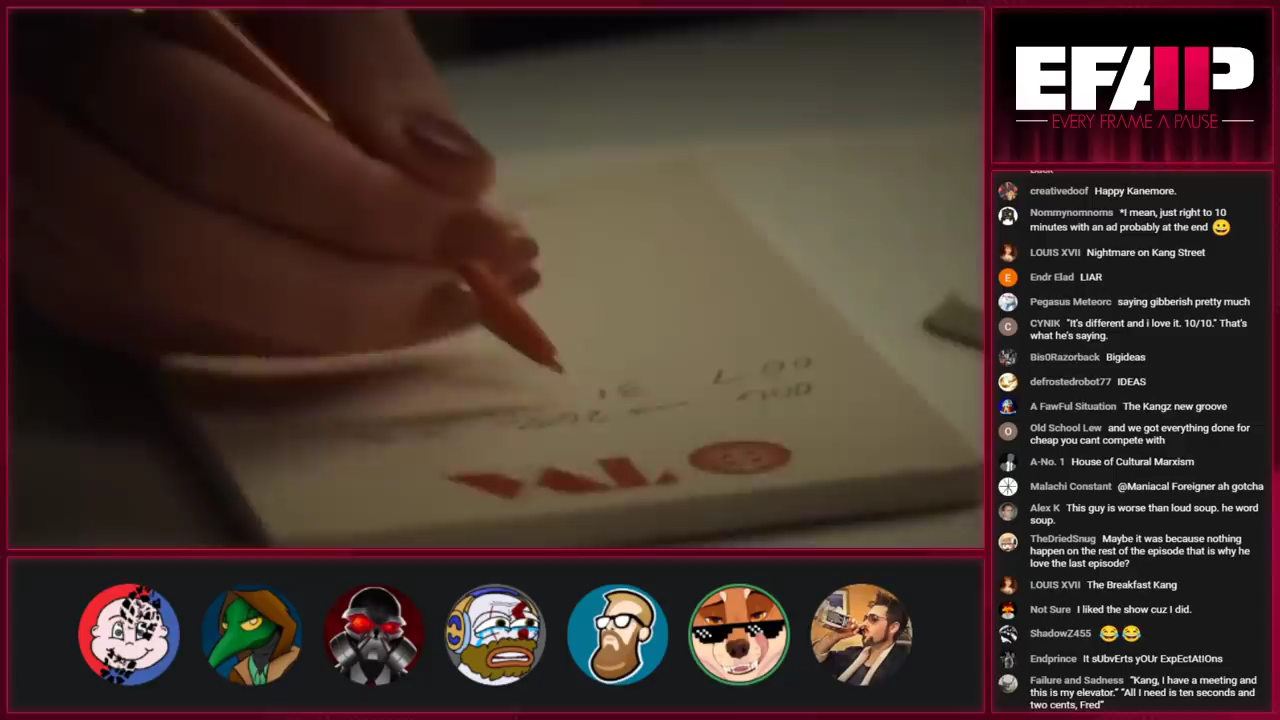 EFAP
EVERY FRAME A PAUSE
creativedoof Happy Kanemore.
Nommynomnoms *I mean, just right to 10
minutes with an ad probably at the end 😀
LOUIS XVII Nightmare on Kang Street
E
Endr Elad LIAR
Pegasus Meteorc saying gibberish pretty much
C
CYNIK "It's different and i love it. 10/10." That's
what he's saying.
Bis0Razorback Bigideas
defrostedrobot77 IDEAS
A FawFul Situation The Kangz new groove
O
Old School Lew and we got everything done for
cheap you cant compete with
A-No. 1 House of Cultural Marxism
Malachi Constant @Maniacal Foreigner ah gotcha
Alex K This guy is worse than loud soup. he word
soup.
TheDriedSnug Maybe it was because nothing
happen on the rest of the episode that is why he
love the last episode?
LOUIS XVII The Breakfast Kang
Not Sure I liked the show cuz I did.
ShadowZ455 😂😂
Endprince It sUbvErts yOUr ExpEctAtIOns
Failure and Sadness "Kang, I have a meeting and
this is my elevator." "All I need is ten seconds and
two cents, Fred"